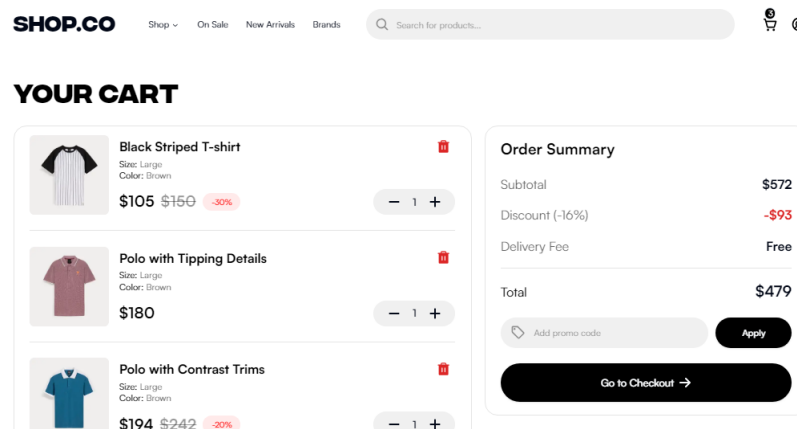 SHOP.CO
Shop On Sale New Arrivals Brands Search for products... 3
YOUR CART
Black Striped T-shirt
Size: Large
Color: Brown
$105 $150 -30% 1
Polo with Tipping Details
Size: Large
Color: Brown
$180 1
Polo with Contrast Trims
Size: Large
Color: Brown
$194 $242 -20% 1
Order Summary
Subtotal $572
Discount (-16%) -$93
Delivery Fee Free
Total $479
Add promo code Apply
Go to Checkout →